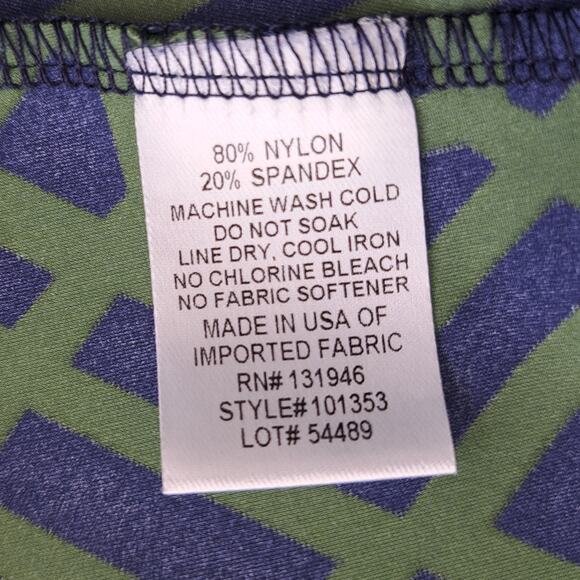 80% NYLON
20% SPANDEX
MACHINE WASH COLD
DO NOT SOAK
LINE DRY, COOL IRON
NO CHLORINE BLEACH
NO FABRIC SOFTENER
MADE IN USA OF
IMPORTED FABRIC
RN# 131946
STYLE#101353
LOT# 54489